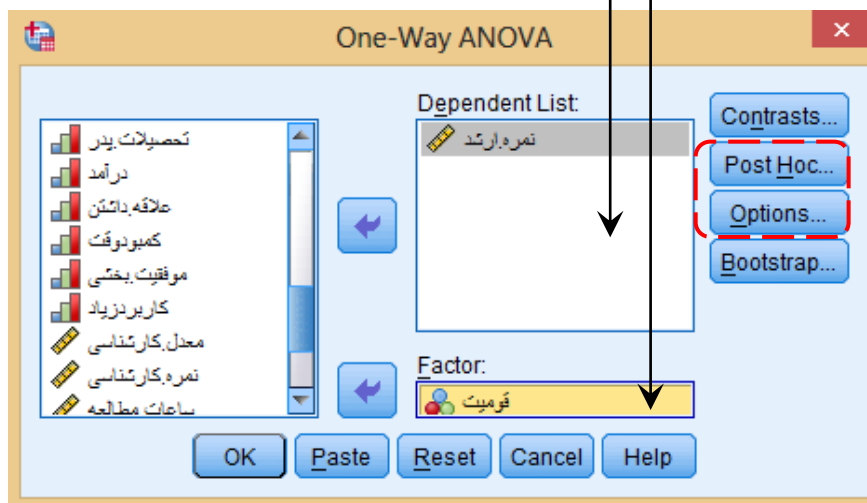 One-Way ANOVA
Dependent List:
نمره.ارشد
تحصیلات.پدر
درآمد
علاقه.داشتن
کمبودوقت
موفقیت.بخشی
کاربردزیاد
معدل.کارشناسی
نمره.کارشناسی
ساعات مطالعه
Factor:
قومیت
Contrasts...
Post Hoc...
Options...
Bootstrap...
OK
Paste
Reset
Cancel
Help